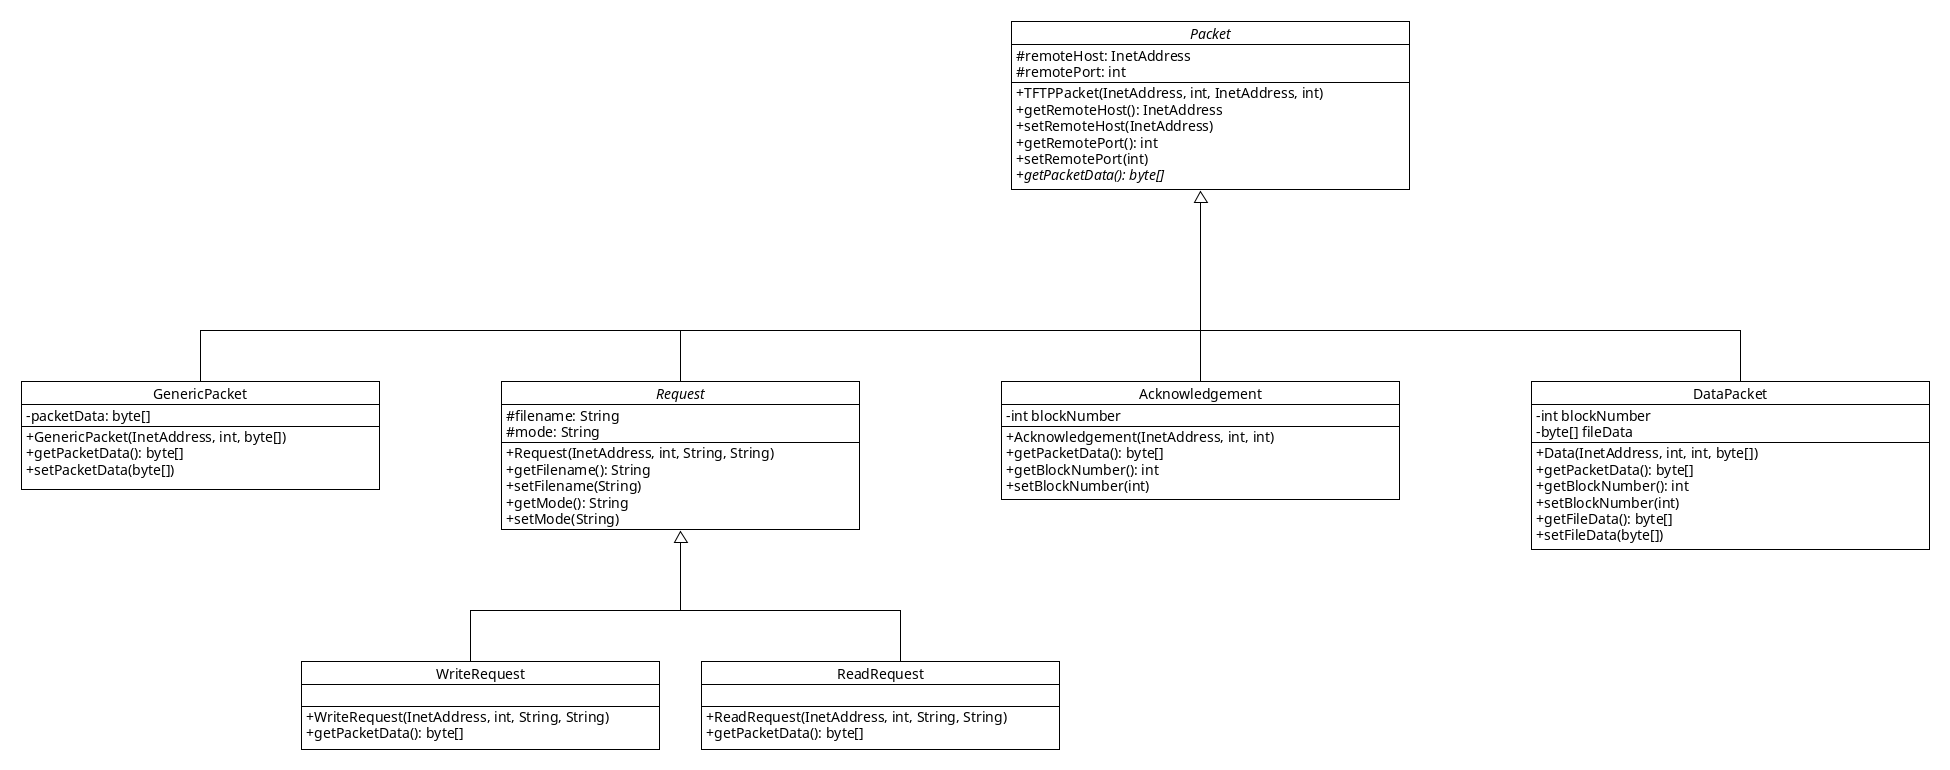 Packet
#remoteHost: InetAddress
#remotePort: int
+TFTPPacket(InetAddress, int, InetAddress, int)
+getRemoteHost(): InetAddress
+setRemoteHost(InetAddress)
+getRemotePort(): int
+setRemotePort(int)
+getPacketData(): byte[]
GenericPacket
-packetData: byte[]
+GenericPacket(InetAddress, int, byte[])
+getPacketData(): byte[]
+setPacketData(byte[])
Request
#filename: String
#mode: String
+Request(InetAddress, int, String, String)
+getFilename(): String
+setFilename(String)
+getMode(): String
+setMode(String)
Acknowledgement
-int blockNumber
+Acknowledgement(InetAddress, int, int)
+getPacketData(): byte[]
+getBlockNumber(): int
+setBlockNumber(int)
DataPacket
-int blockNumber
-byte[] fileData
+Data(InetAddress, int, int, byte[])
+getPacketData(): byte[]
+getBlockNumber(): int
+setBlockNumber(int)
+getFileData(): byte[]
+setFileData(byte[])
WriteRequest
+WriteRequest(InetAddress, int, String, String)
+getPacketData(): byte[]
ReadRequest
+ReadRequest(InetAddress, int, String, String)
+getPacketData(): byte[]